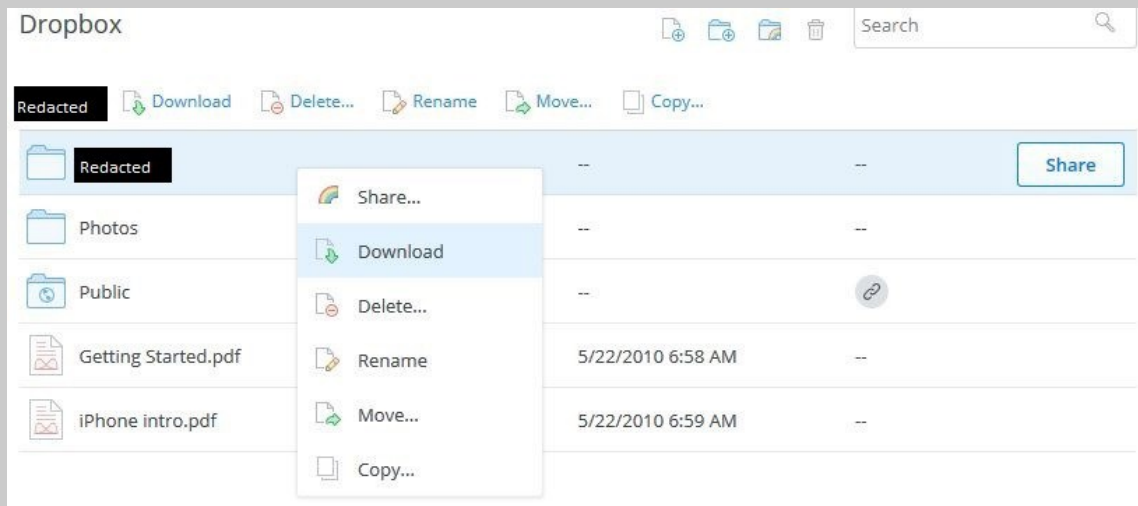 Dropbox
Search
Redacted Download Delete... Rename Move... Copy...
Redacted -- -- Share
Share...
Photos -- --
Download
Public --
Delete...
Getting Started.pdf 5/22/2010 6:58 AM --
Rename
iPhone intro.pdf 5/22/2010 6:59 AM --
Move...
Copy...